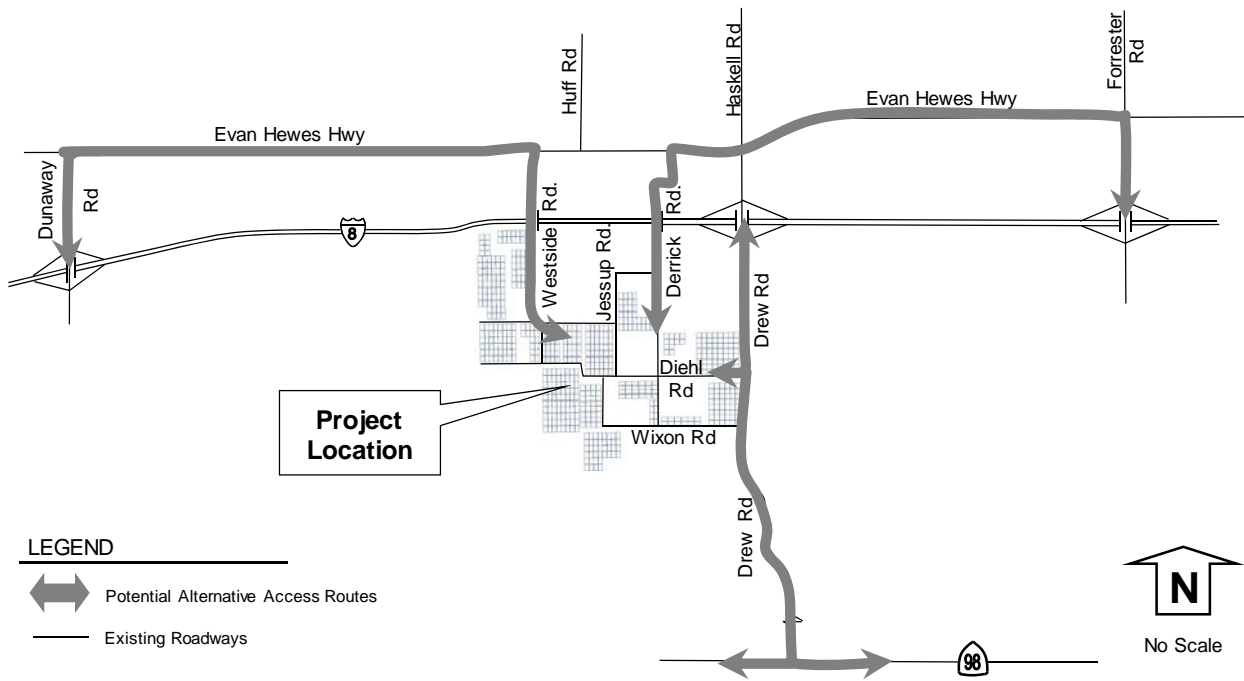 Huff Rd
Haskell Rd
Forrester
Rd
Evan Hewes Hwy
Evan Hewes Hwy
Dunaway
Rd
8
Westside
Rd.
Jessup Rd.
Derrick
Rd.
Drew Rd
Diehl
Rd
Project
Location
Wixon Rd
Drew Rd
LEGEND
Potential Alternative Access Routes
Existing Roadways
N
No Scale
98